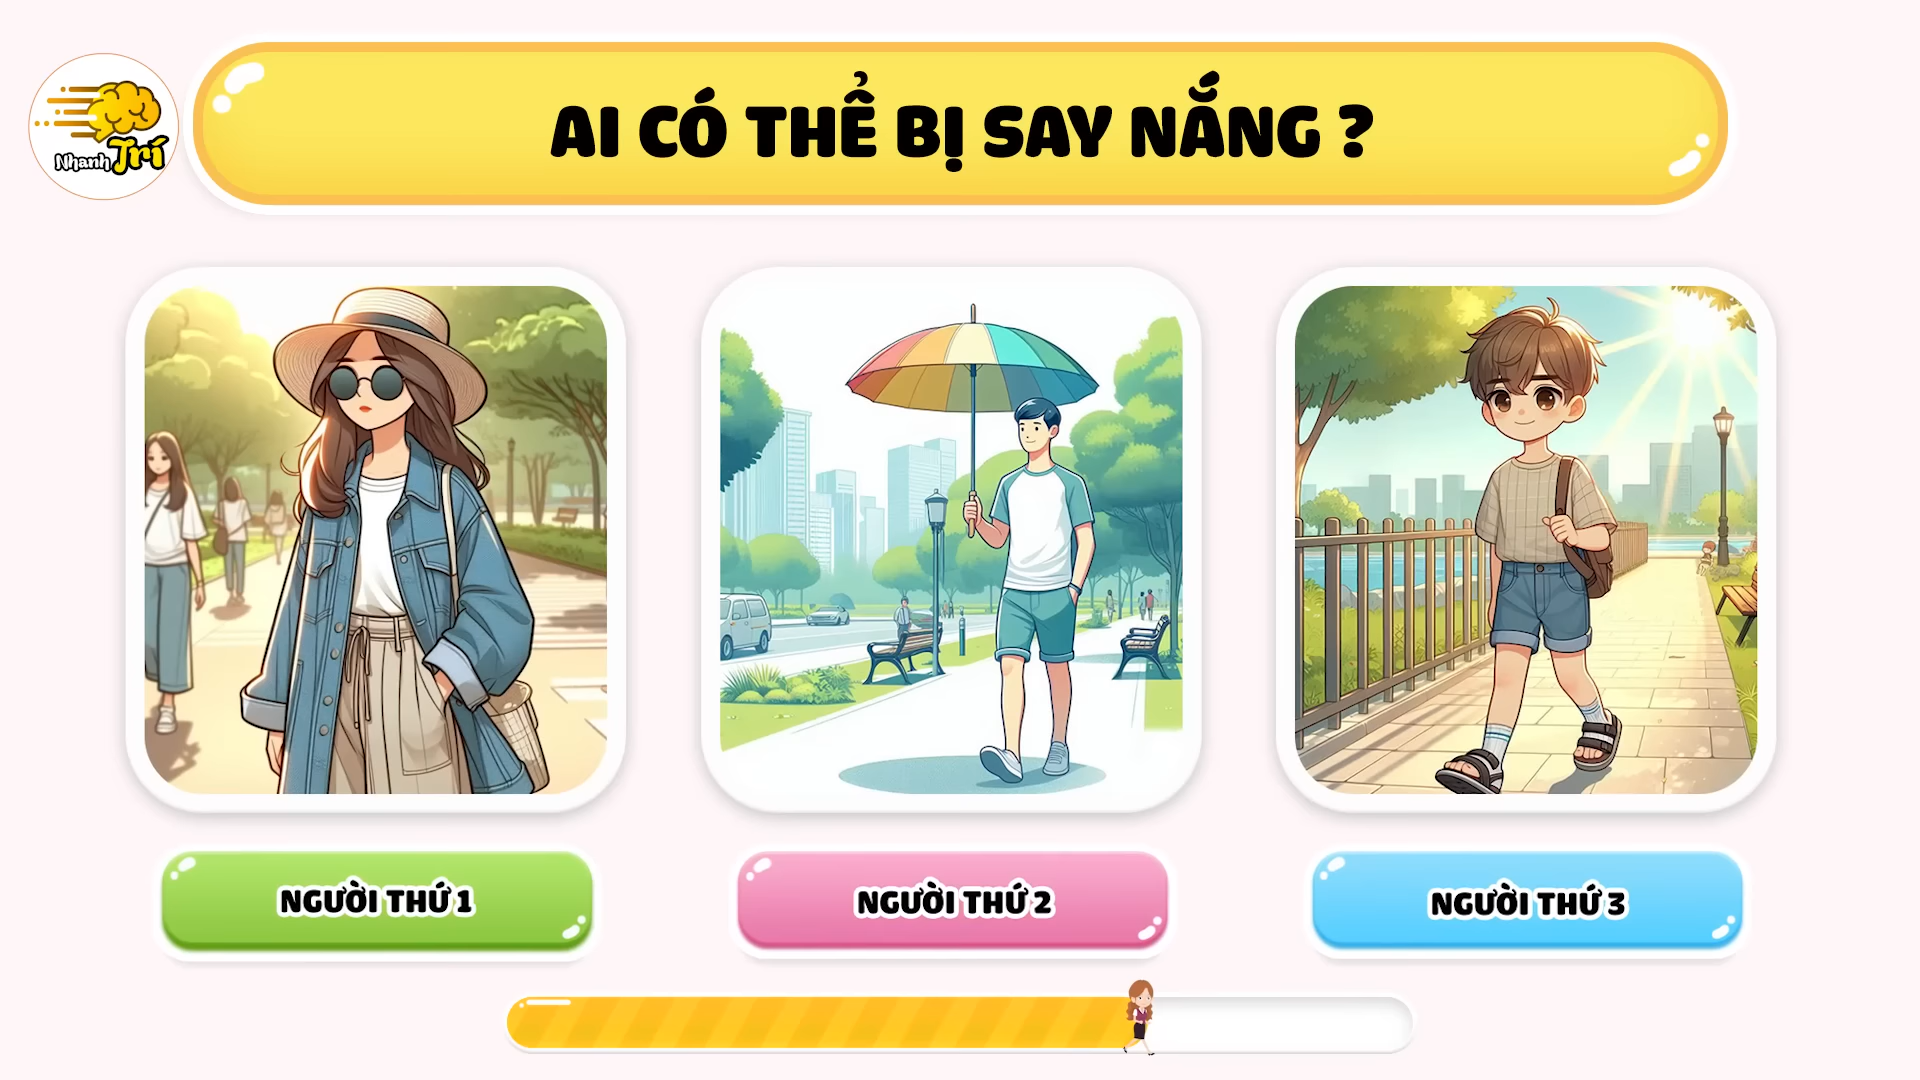 Nhanh Trí
AI CÓ THỂ BỊ SAY NẮNG ?
NGƯỜI THỨ 1
NGƯỜI THỨ 2
NGƯỜI THỨ 3